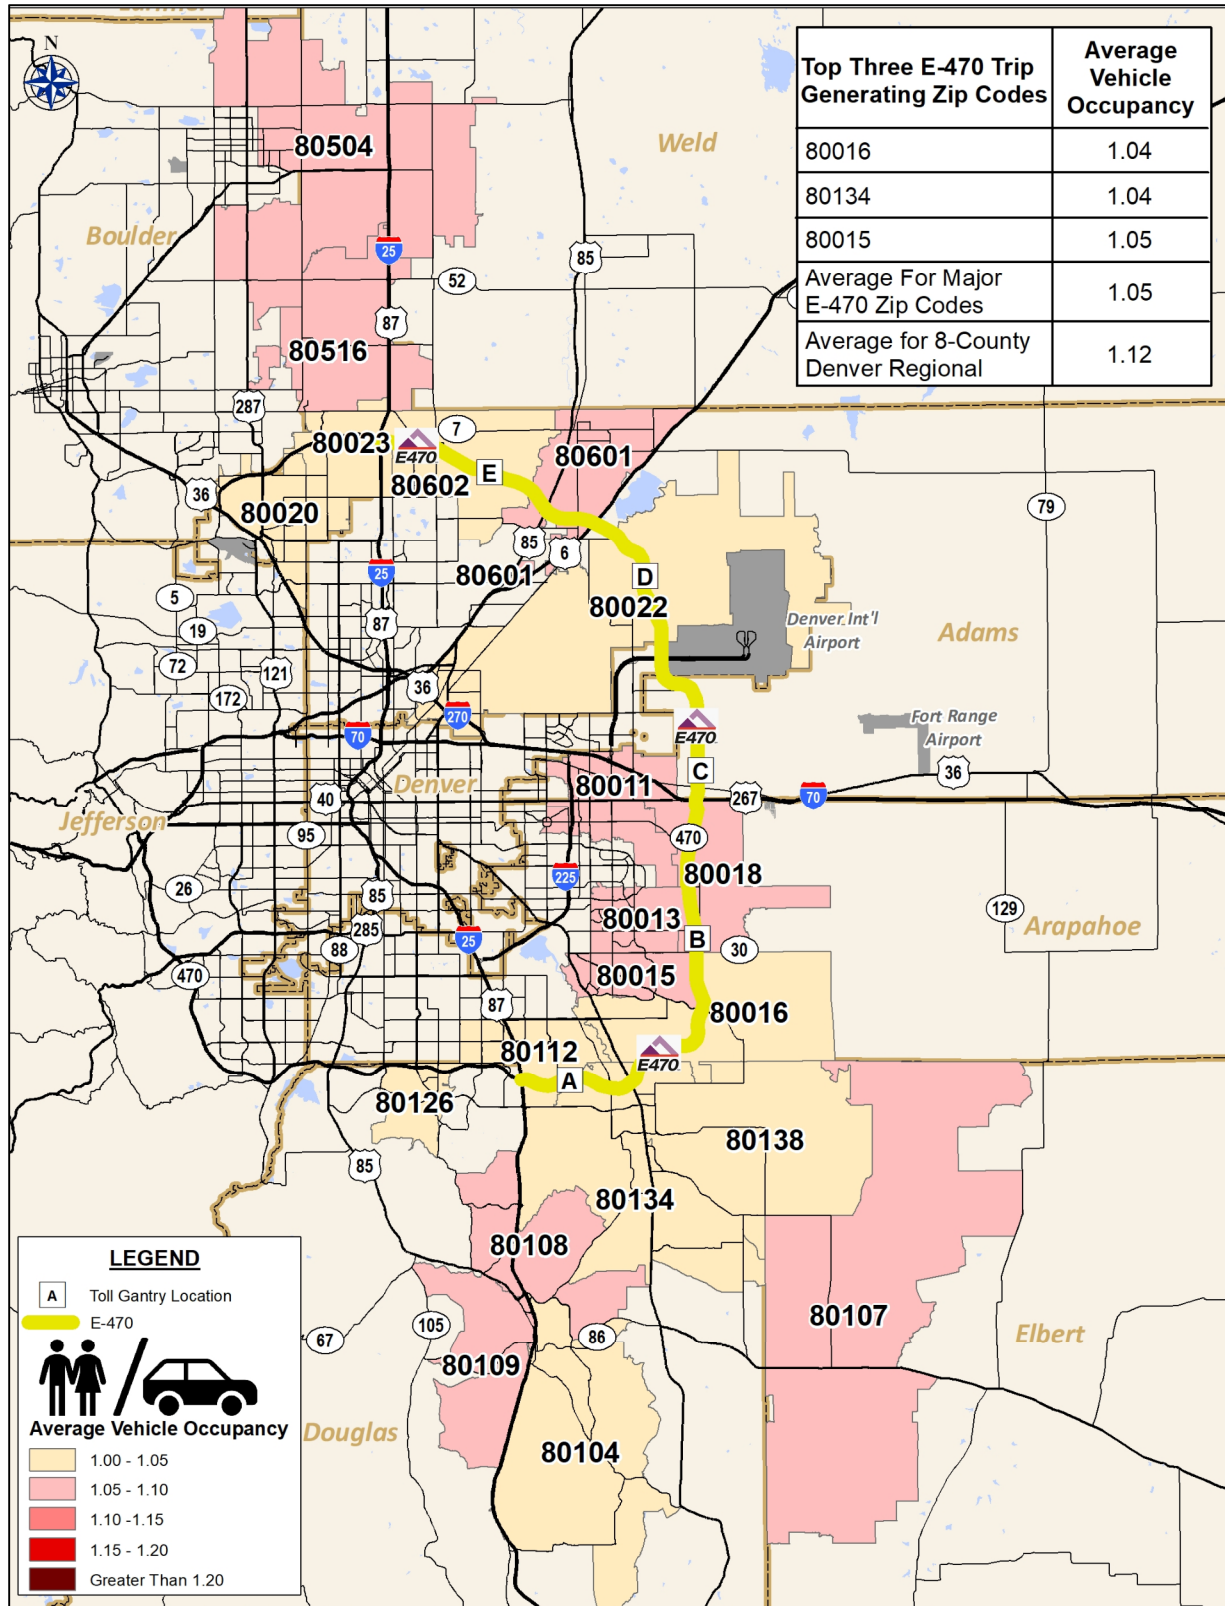 Larimer
N
Top Three E-470 Trip
Generating Zip Codes
Average
Vehicle
Occupancy
80016
1.04
80134
1.04
80015
1.05
Average For Major
E-470 Zip Codes
1.05
Average for 8-County
Denver Regional
1.12
Weld
80504
Boulder
25
85
52
87
80516
287
7
80023
E470
80601
80602
E
36
80020
79
85
6
25
80601
D
5
80022
87
19
Denver Int'l
Airport
Adams
72
121
172
36
270
70
E470
Fort Range
Airport
C
36
Denver
80011
40
267
70
Jefferson
95
470
225
80018
26
85
80013
129
285
Arapahoe
88
25
B
30
470
80015
87
80016
80112
E470
A
80126
80138
85
80134
80108
80107
105
86
67
Elbert
80109
Douglas
80104
LEGEND
A
Toll Gantry Location
E-470
Average Vehicle Occupancy
1.00 - 1.05
1.05 - 1.10
1.10 -1.15
1.15 - 1.20
Greater Than 1.20